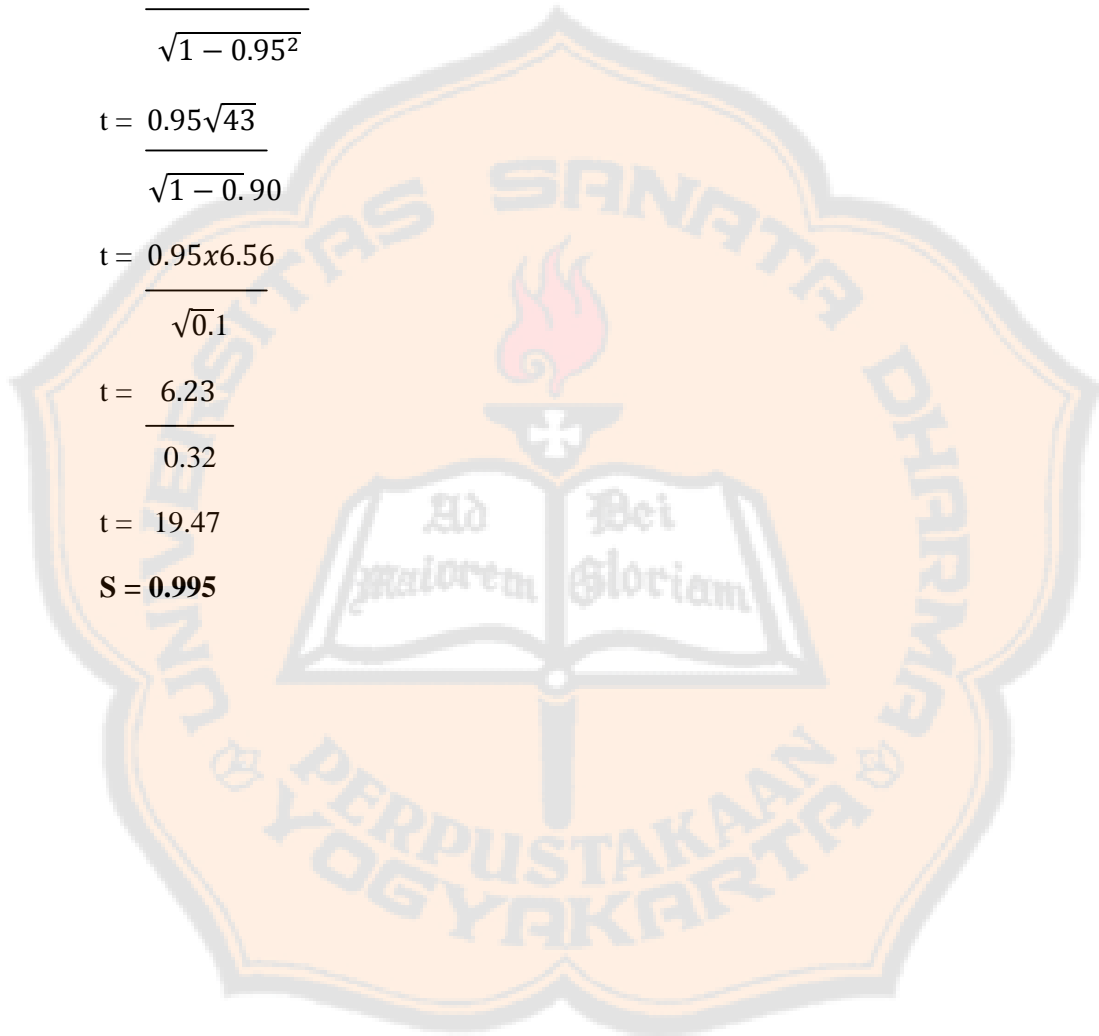 √1 − 0.95²
t = 0.95√43
√1 − 0.90
t = 0.95x6.56
√0.1
t = 6.23
0.32
t = 19.47
S = 0.995
UNIVERSITAS SANATA DHARMA
Ad Maiorem
Dei Gloriam
PERPUSTAKAAN
YOGYAKARTA